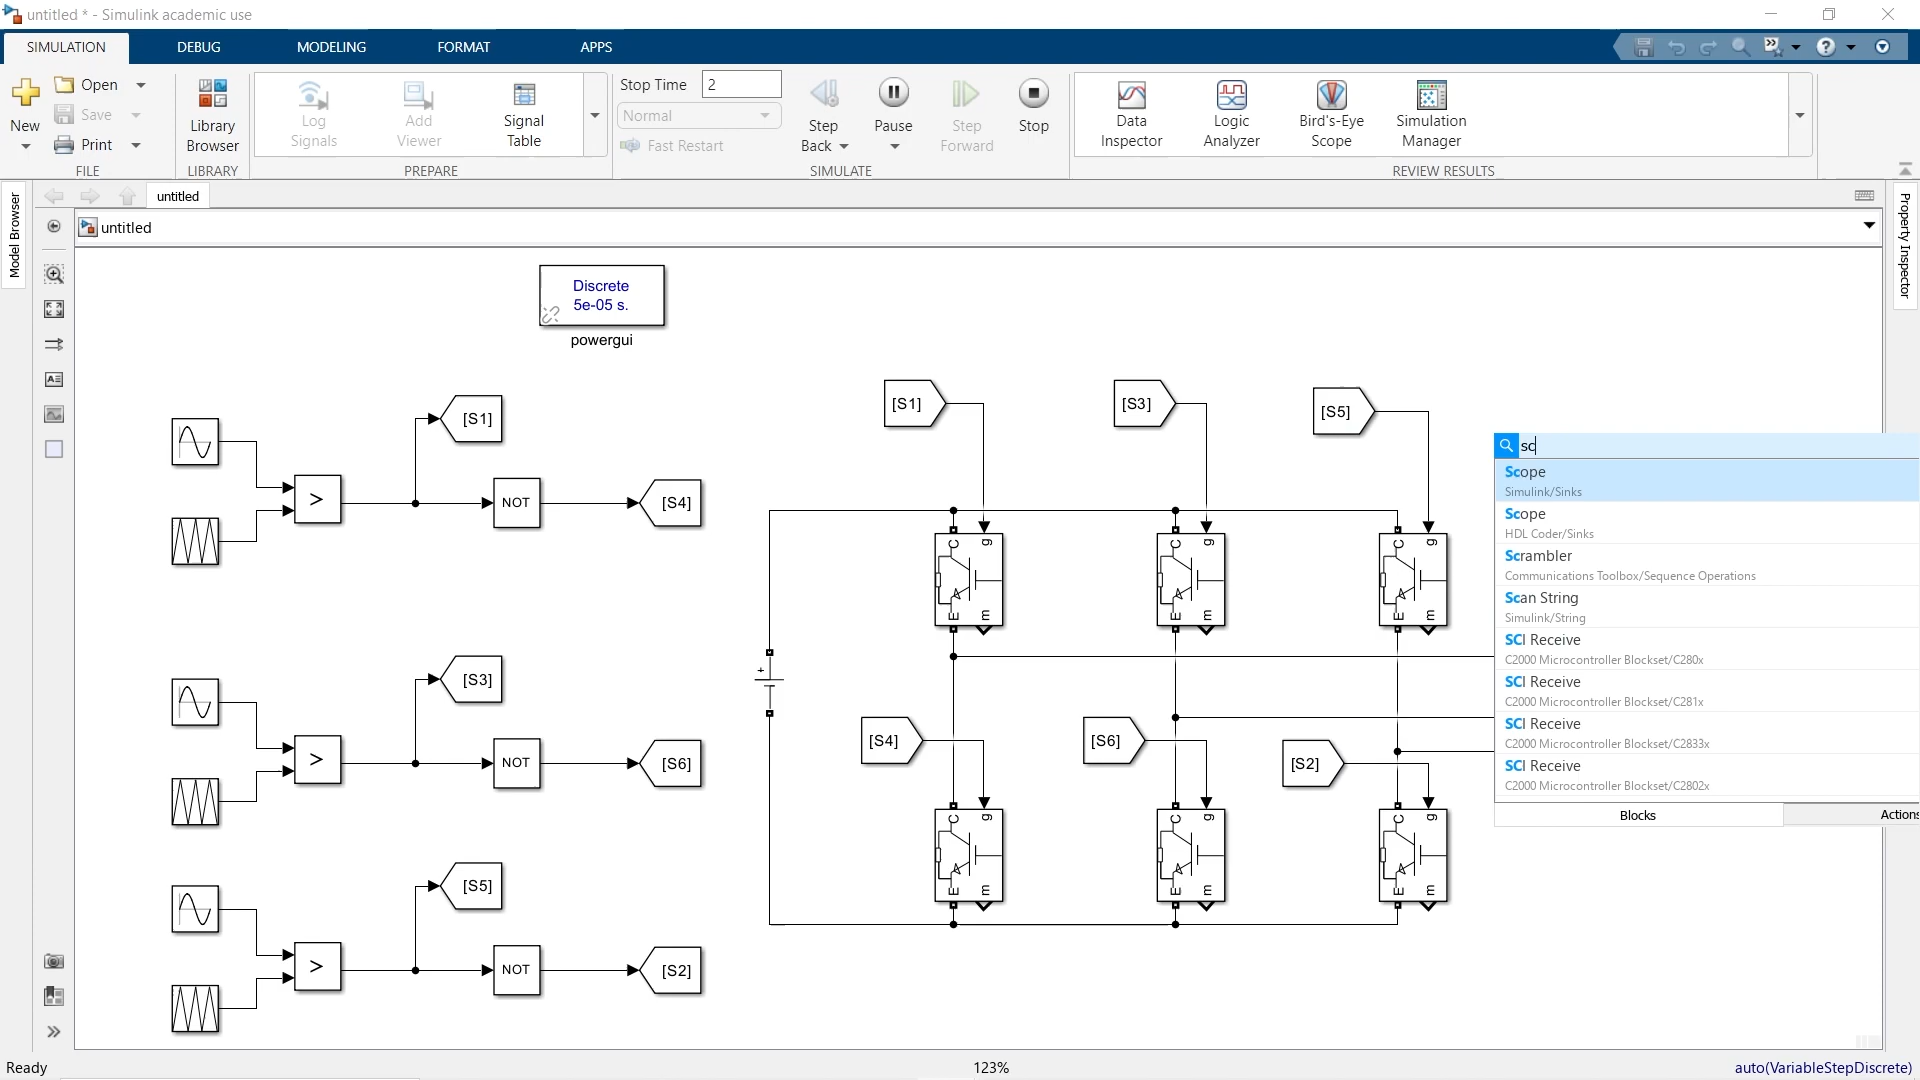 untitled * - Simulink academic use
SIMULATION DEBUG MODELING FORMAT APPS
New
Open
Save
Print
FILE
Library
Browser
LIBRARY
Log
Signals
Add
Viewer
Signal
Table
PREPARE
Stop Time 2
Normal
Fast Restart
Step
Back
Pause
Step
Forward
Stop
SIMULATE
Data
Inspector
Logic
Analyzer
Bird's-Eye
Scope
Simulation
Manager
REVIEW RESULTS
Model Browser
untitled
untitled
Property Inspector
Discrete
5e-05 s.
powergui
[S1]
>
NOT
[S4]
[S3]
>
NOT
[S6]
[S5]
>
NOT
[S2]
[S1]
[S3]
[S5]
C g
E m
C g
E m
C g
E m
+
[S4]
[S6]
[S2]
C g
E m
C g
E m
C g
E m
sc
Scope
Simulink/Sinks
Scope
HDL Coder/Sinks
Scrambler
Communications Toolbox/Sequence Operations
Scan String
Simulink/String
SCI Receive
C2000 Microcontroller Blockset/C280x
SCI Receive
C2000 Microcontroller Blockset/C281x
SCI Receive
C2000 Microcontroller Blockset/C2833x
SCI Receive
C2000 Microcontroller Blockset/C2802x
Blocks Actions
Ready 123% auto(VariableStepDiscrete)